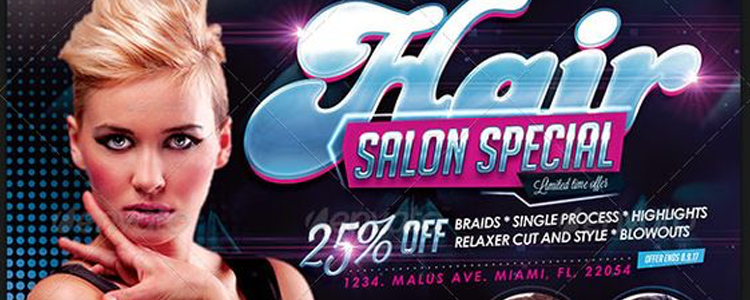 Hair
SALON SPECIAL
Limited time offer
25% OFF
BRAIDS * SINGLE PROCESS * HIGHLIGHTS
RELAXER CUT AND STYLE * BLOWOUTS
OFFER ENDS 8.9.17
1234. MALUS AVE. MIAMI, FL. 22054